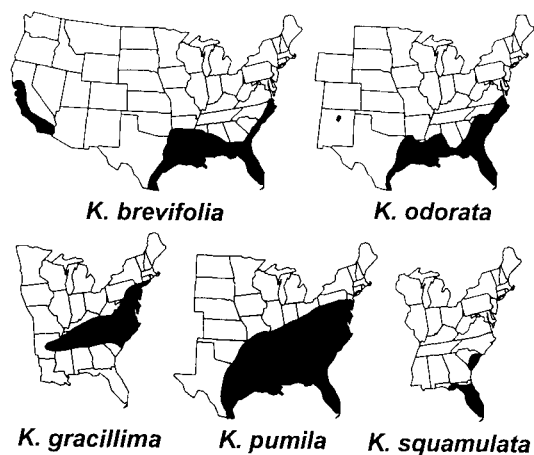 K. brevifolia K. odorata
K. gracillima K. pumila K. squamulata